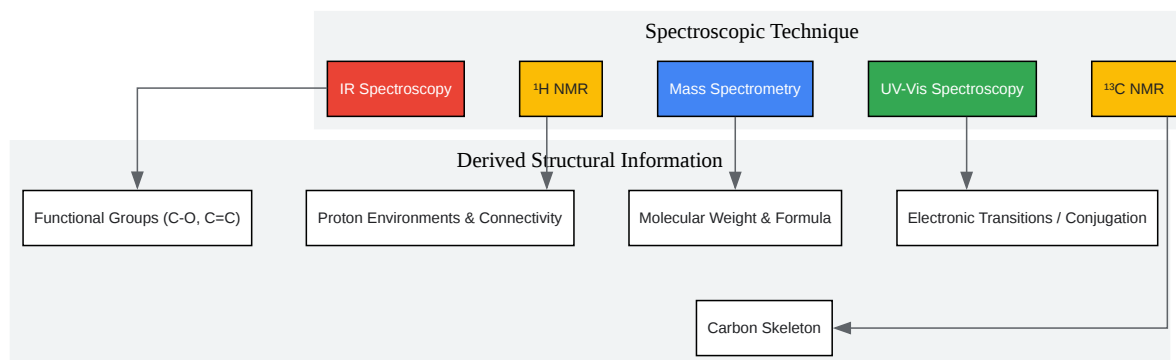 Spectroscopic Technique
IR Spectroscopy
¹H NMR
Mass Spectrometry
UV-Vis Spectroscopy
¹³C NMR
Derived Structural Information
Functional Groups (C-O, C=C)
Proton Environments & Connectivity
Molecular Weight & Formula
Electronic Transitions / Conjugation
Carbon Skeleton